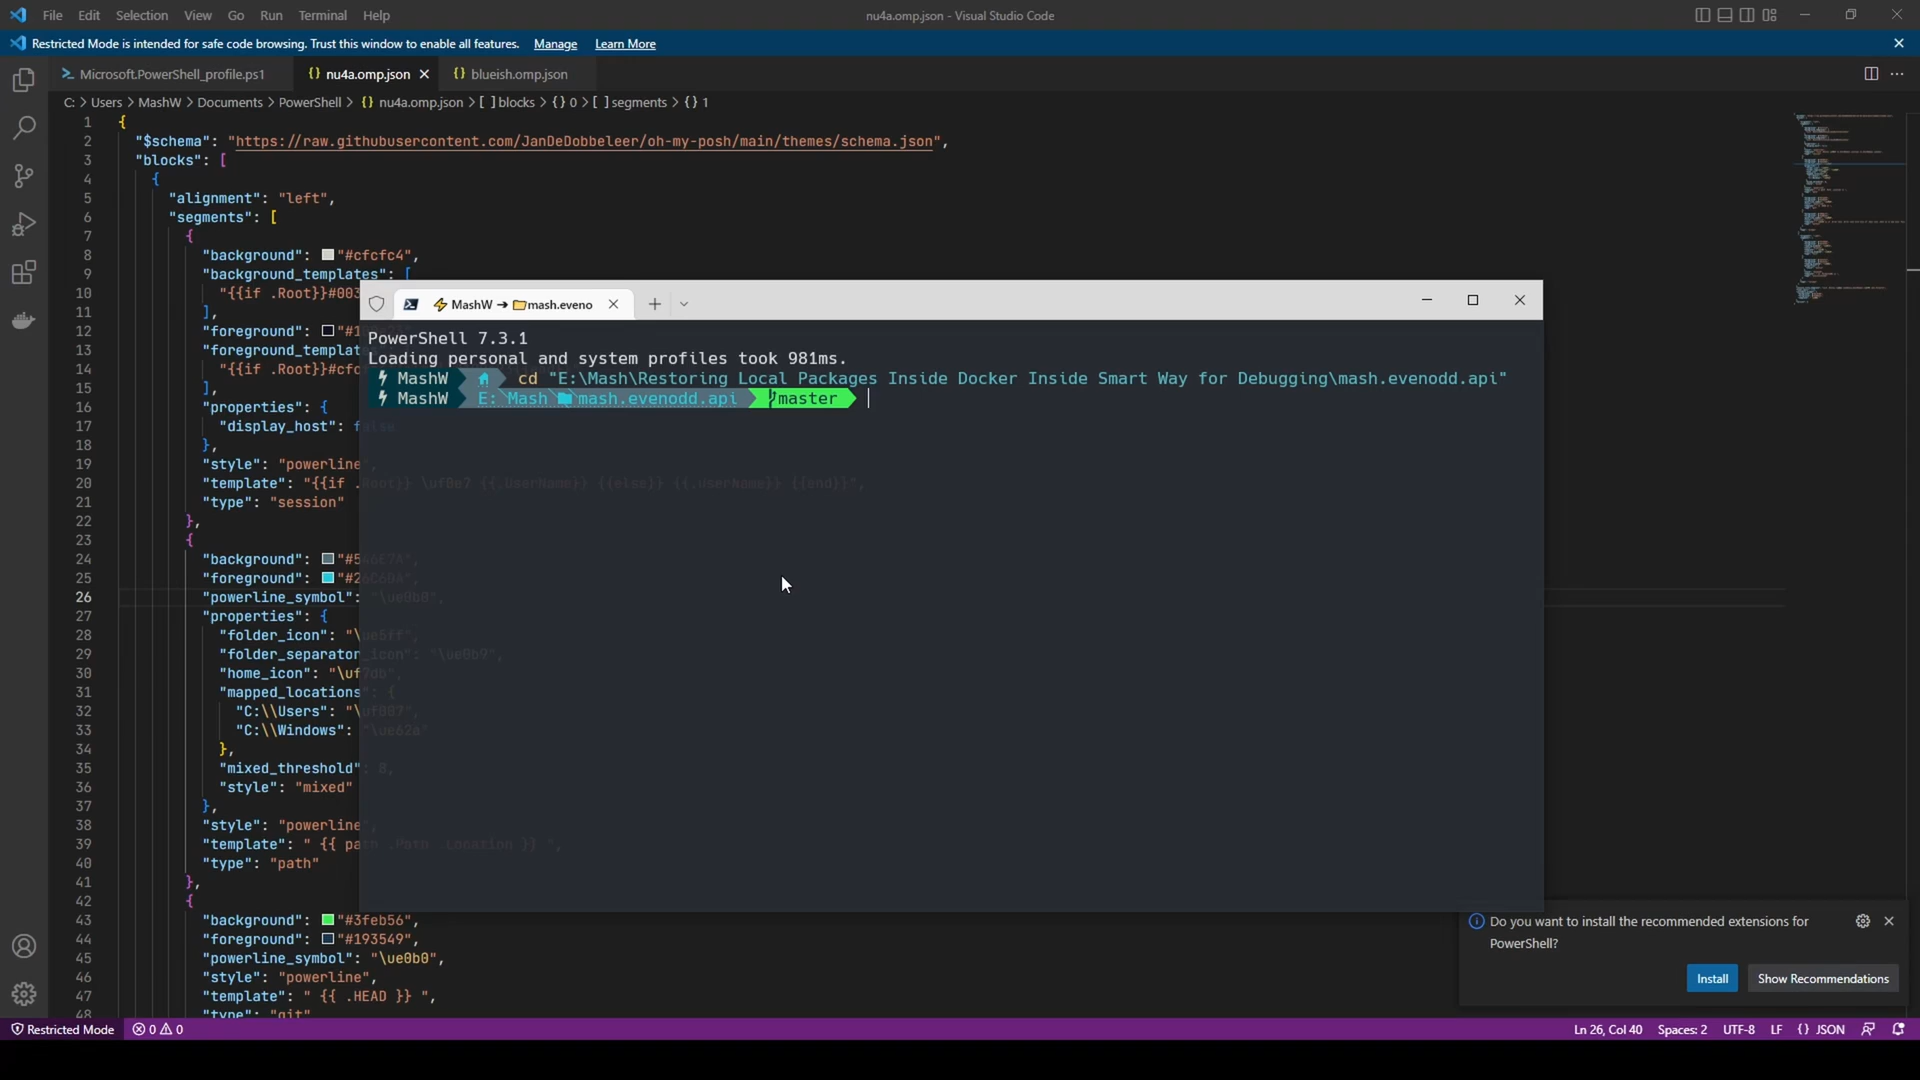 File Edit Selection View Go Run Terminal Help
nu4a.omp.json - Visual Studio Code
Restricted Mode is intended for safe code browsing. Trust this window to enable all features. Manage Learn More
Microsoft.PowerShell_profile.ps1 {} nu4a.omp.json {} blueish.omp.json
C: > Users > MashW > Documents > PowerShell > {} nu4a.omp.json > [ ] blocks > {} 0 > [ ] segments > {} 1
1 {
2 "$schema": "https://raw.githubusercontent.com/JanDeDobbeleer/oh-my-posh/main/themes/schema.json",
3 "blocks": [
4 {
5 "alignment": "left",
6 "segments": [
7 {
8 "background": "#cfcfc4",
9 "background_templates": [
10 "{{if .Root}}#003
11 ],
12 "foreground": "#1
13 "foreground_templat
14 "{{if .Root}}#cfc
15 ],
16 "properties": {
17 "display_host": false
18 },
19 "style": "powerline",
20 "template": "{{if .Root}} \uf0e7 {{.UserName}} {{else}} {{.UserName}} {{end}}",
21 "type": "session"
22 },
23 {
24 "background": "#546E7A",
25 "foreground": "#26C6DA",
26 "powerline_symbol": "\ue0b0",
27 "properties": {
28 "folder_icon": "\ue5ff",
29 "folder_separator_icon": "\ue0b9",
30 "home_icon": "\uf7db",
31 "mapped_locations": {
32 "C:\\Users": "\uf007",
33 "C:\\Windows": "\ue62a"
34 },
35 "mixed_threshold": 8,
36 "style": "mixed"
37 },
38 "style": "powerline",
39 "template": " {{ path .Path .Location }} ",
40 "type": "path"
41 },
42 {
43 "background": "#3feb56",
44 "foreground": "#193549",
45 "powerline_symbol": "\ue0b0",
46 "style": "powerline",
47 "template": " {{ .HEAD }} ",
48 "type": "git"
MashW ➔ mash.eveno
PowerShell 7.3.1
Loading personal and system profiles took 981ms.
MashW cd "E:\Mash\Restoring Local Packages Inside Docker Inside Smart Way for Debugging\mash.evenodd.api"
MashW E: Mash mash.evenodd.api master
Do you want to install the recommended extensions for
PowerShell?
Install Show Recommendations
Restricted Mode 0 0 Ln 26, Col 40 Spaces: 2 UTF-8 LF {} JSON